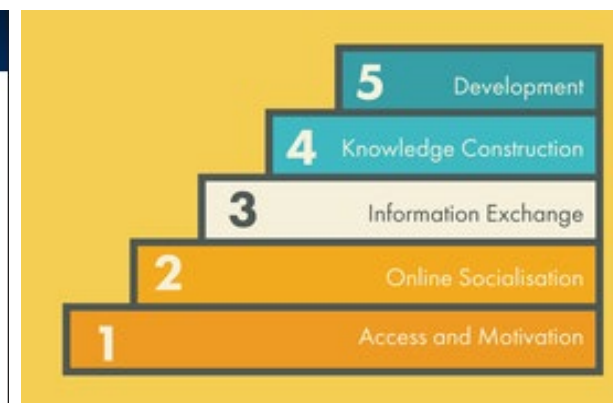 5 Development
4 Knowledge Construction
3 Information Exchange
2 Online Socialisation
1 Access and Motivation